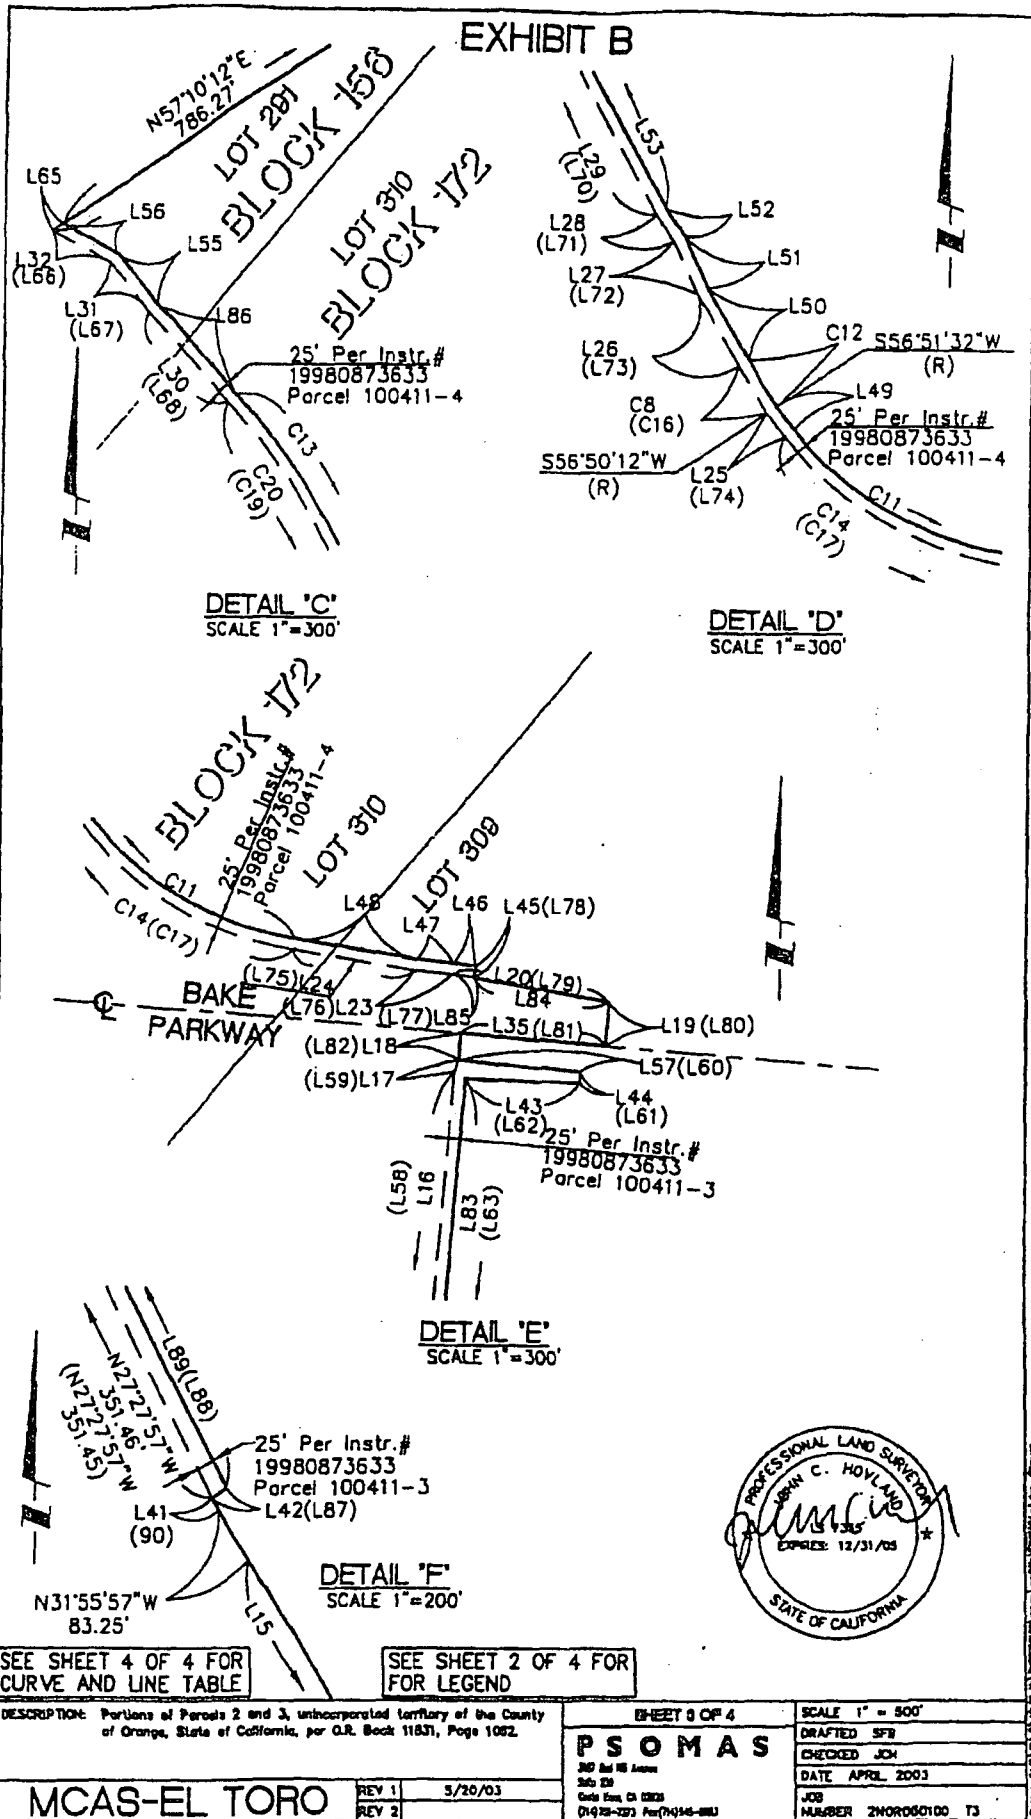 EXHIBIT B
N57°10'12"E
786.27'
LOT 291
BLOCK 156
LOT 310
BLOCK 172
L65
L56
L55
L32
(L66)
L31
(L67)
L86
L30
(L68)
25' Per Instr.#
19980873633
Parcel 100411-4
C13
C20
(C19)
DETAIL "C"
SCALE 1"=300'
L53
L29
(L70)
L52
L28
(L71)
L51
L27
(L72)
L50
C12
S56°51'32"W
(R)
L26
(L73)
L49
C8
(C16)
25' Per Instr.#
19980873633
Parcel 100411-4
S56°50'12"W
(R)
L25
(L74)
C11
C14
(C17)
DETAIL "D"
SCALE 1"=300'
BLOCK 172
25' Per Instr.#
19980873633
Parcel 100411-4
LOT 310
LOT 309
C11
C14(C17)
L48
L47
L46
L45(L78)
(L75)L24
L20(L79)
L84
BAKE
PARKWAY
(L76)L23
(L77)L85
L35(L81)
L19(L80)
(L82)L18
L57(L60)
(L59)L17
L43
(L62)
L44
(L61)
25' Per Instr.#
19980873633
Parcel 100411-3
(L58)
L16
L83
(L63)
DETAIL "E"
SCALE 1"=300'
L89(L88)
N27°27'57"W
351.46'
(N27°27'57"W
351.45)
25' Per Instr.#
19980873633
Parcel 100411-3
L41
(90)
L42(L87)
N31°55'57"W
83.25'
L15
DETAIL "F"
SCALE 1"=200'
PROFESSIONAL LAND SURVEYOR
JOHN C. HOVLAND
EXPIRES: 12/31/05
STATE OF CALIFORNIA
SEE SHEET 4 OF 4 FOR
CURVE AND LINE TABLE
SEE SHEET 2 OF 4 FOR
FOR LEGEND
DESCRIPTION: Portions of Parcels 2 and 3, unincorporated territory of the County
of Orange, State of California, per O.R. Book 11831, Page 1062.
MCAS-EL TORO
REV 1 5/20/03
REV 2
SHEET 3 OF 4
PSOMAS
SCALE 1" = 500'
DRAFTED SFB
CHECKED JCH
DATE APRIL 2003
JOB
NUMBER 2NOR060100 T3